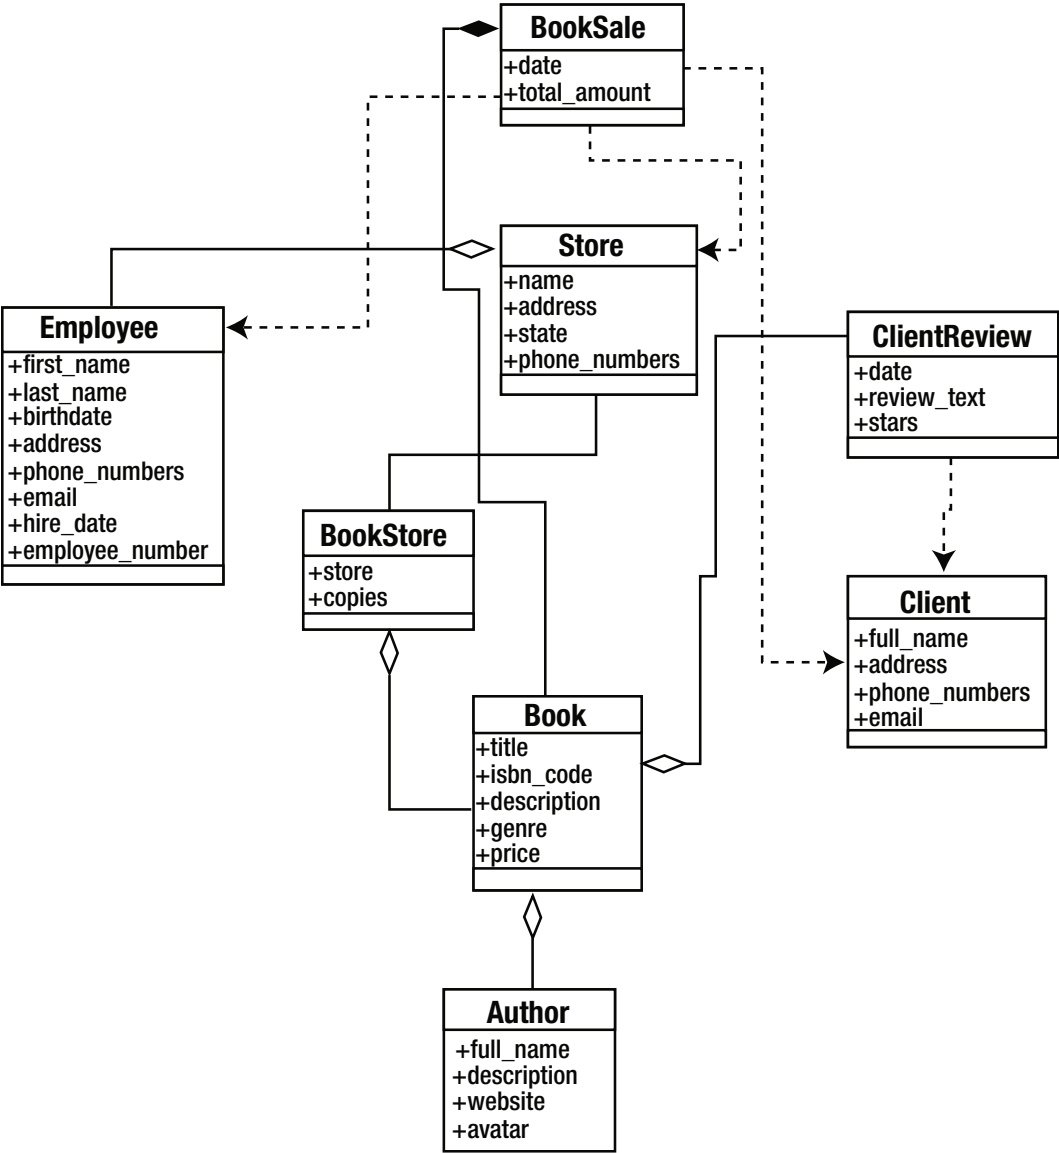 BookSale
+date
+total_amount
Store
+name
+address
+state
+phone_numbers
Employee
+first_name
+last_name
+birthdate
+address
+phone_numbers
+email
+hire_date
+employee_number
ClientReview
+date
+review_text
+stars
BookStore
+store
+copies
Client
+full_name
+address
+phone_numbers
+email
Book
+title
+isbn_code
+description
+genre
+price
Author
+full_name
+description
+website
+avatar